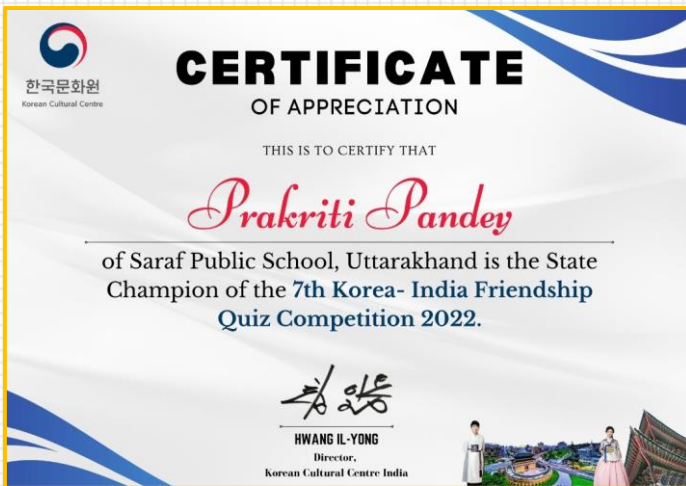 한국문화원
Korean Cultural Centre
CERTIFICATE
OF APPRECIATION
THIS IS TO CERTIFY THAT
Prakriti Pandey
of Saraf Public School, Uttarakhand is the State
Champion of the 7th Korea- India Friendship
Quiz Competition 2022.
HWANG IL-YONG
Director,
Korean Cultural Centre India